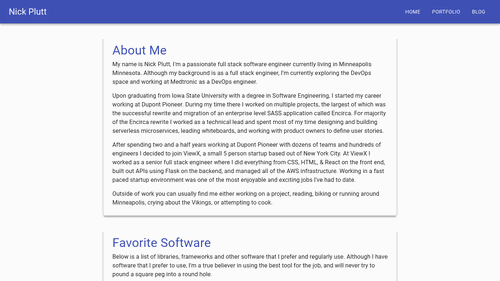 Nick Plutt
HOME PORTFOLIO BLOG
About Me
My name is Nick Plutt, I'm a passionate full stack software engineer currently living in Minneapolis
Minnesota. Although my background is as a full stack engineer, I'm currently exploring the DevOps
space and working at Medtronic as a DevOps engineer.
Upon graduating from Iowa State University with a degree in Software Engineering, I started my career
working at Dupont Pioneer. During my time there I worked on multiple projects, the largest of which was
the successful rewrite and migration of an enterprise level SASS application called Encirca. For majority
of the Encirca rewrite I worked as a technical lead and spent most of my time designing and building
serverless microservices, leading whiteboards, and working with product owners to define user stories.
After spending two and a half years working at Dupont Pioneer with dozens of teams and hundreds of
engineers I decided to join ViewX, a small 5 person startup based out of New York City. At ViewX I
worked as a senior full stack engineer where I did everything from CSS, HTML, & React on the front end,
built out APIs using Flask on the backend, and managed all of the AWS infrastructure. Working in a fast
paced startup environment was one of the most enjoyable and exciting jobs I've had to date.
Outside of work you can usually find me either working on a project, reading, biking or running around
Minneapolis, crying about the Vikings, or attempting to cook.
Favorite Software
Below is a list of libraries, frameworks and other software that I prefer and regularly use. Although I have
software that I prefer to use, I'm a true believer in using the best tool for the job, and will never try to
pound a square peg into a round hole.